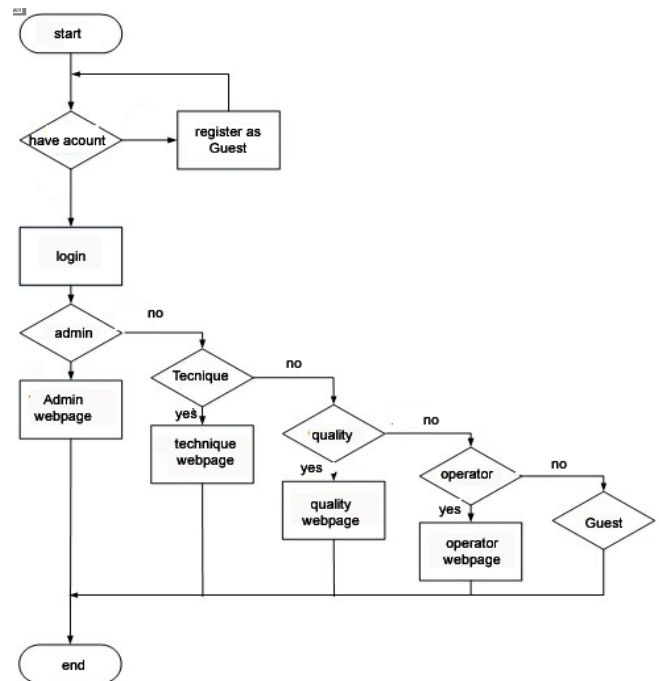 start
have acount
register as
Guest
login
admin
no
Admin
webpage
Tecnique
no
yes
technique
webpage
quality
no
yes
quality
webpage
operator
no
yes
operator
webpage
Guest
end